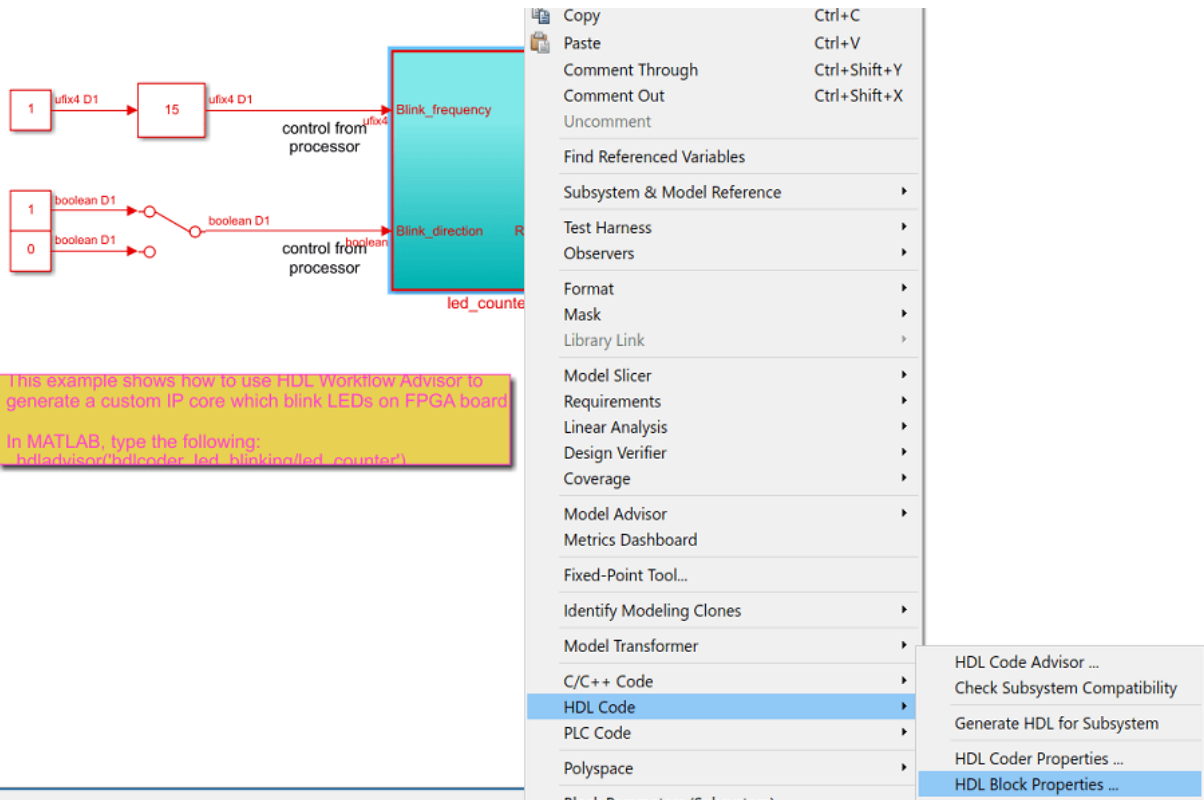 1
ufix4 D1
15
ufix4 D1
Blink_frequency
ufix4
control from
processor
1
boolean D1
0
boolean D1
boolean D1
Blink_direction
R
boolean
control from
processor
led_counte
This example shows how to use HDL Workflow Advisor to
generate a custom IP core which blink LEDs on FPGA board
In MATLAB, type the following:
hdladvisor('hdlcoder_led_blinking/led_counter')
Copy Ctrl+C
Paste Ctrl+V
Comment Through Ctrl+Shift+Y
Comment Out Ctrl+Shift+X
Uncomment
Find Referenced Variables
Subsystem & Model Reference
Test Harness
Observers
Format
Mask
Library Link
Model Slicer
Requirements
Linear Analysis
Design Verifier
Coverage
Model Advisor
Metrics Dashboard
Fixed-Point Tool...
Identify Modeling Clones
Model Transformer
C/C++ Code
HDL Code
PLC Code
Polyspace
HDL Code Advisor ...
Check Subsystem Compatibility
Generate HDL for Subsystem
HDL Coder Properties ...
HDL Block Properties ...